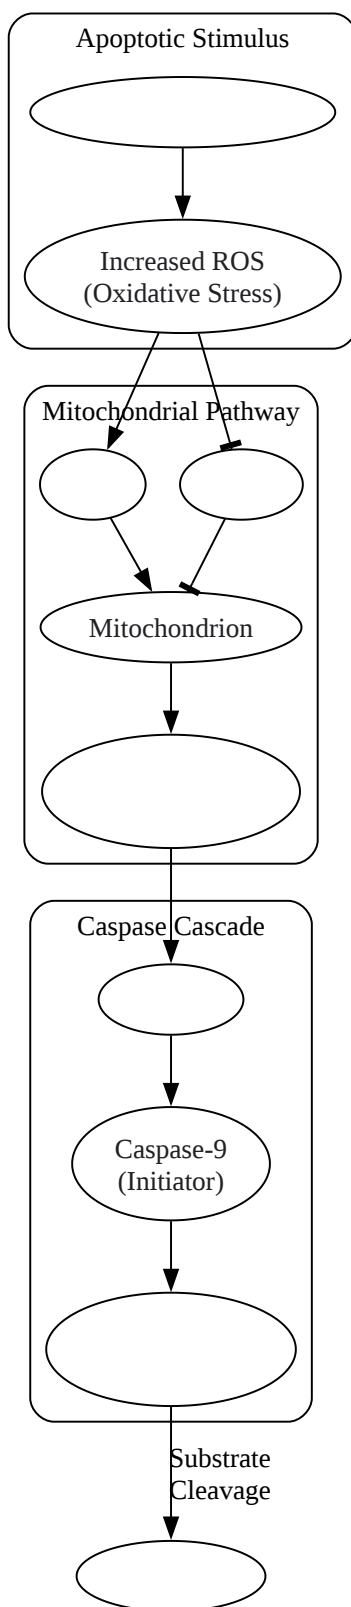 Apoptotic Stimulus
Increased ROS
(Oxidative Stress)
Mitochondrial Pathway
Mitochondrion
Caspase Cascade
Caspase-9
(Initiator)
Substrate
Cleavage